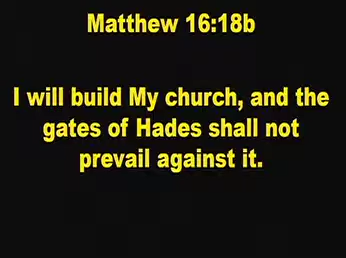 Matthew 16:18b
I will build My church, and the
gates of Hades shall not
prevail against it.